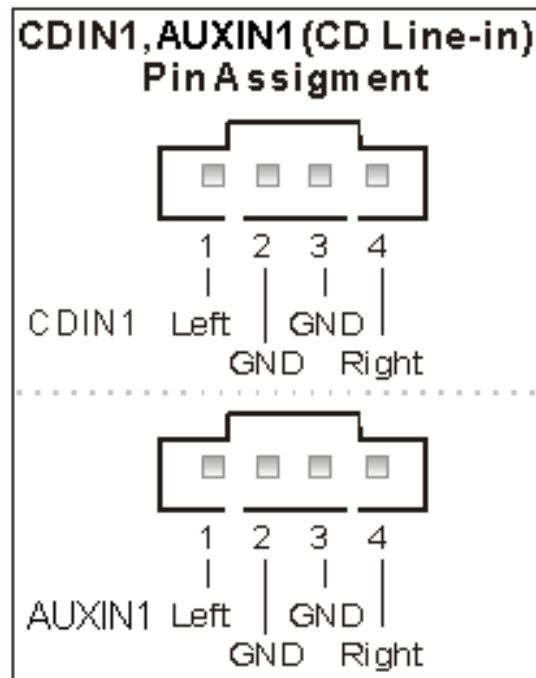 CDIN1, AUXIN1 (CD Line-in)
Pin Assigment
1 2 3 4
CDIN1 Left GND
GND Right
1 2 3 4
AUXIN1 Left GND
GND Right